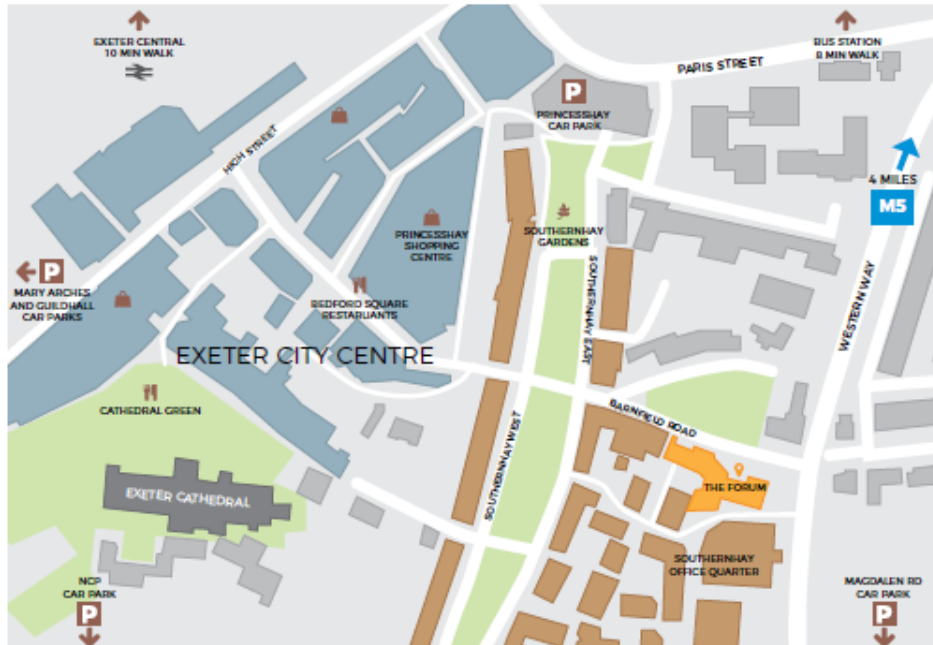 EXETER CENTRAL
10 MIN WALK
BUS STATION
8 MIN WALK
PARIS STREET
P
PRINCESSHAY
CAR PARK
HIGH STREET
4 MILES
M5
PRINCESSHAY
SHOPPING
CENTRE
SOUTHERNHAY
GARDENS
P
MARY ARCHES
AND GUILDHALL
CAR PARKS
BEDFORD SQUARE
RESTARUANTS
SOUTHERNHAY EAST
WESTERN WAY
EXETER CITY CENTRE
CATHEDRAL GREEN
BARNFIELD ROAD
SOUTHERNHAY WEST
EXETER CATHEDRAL
THE FORUM
SOUTHERNHAY
OFFICE QUARTER
NCP
CAR PARK
P
MAGDALEN RD
CAR PARK
P